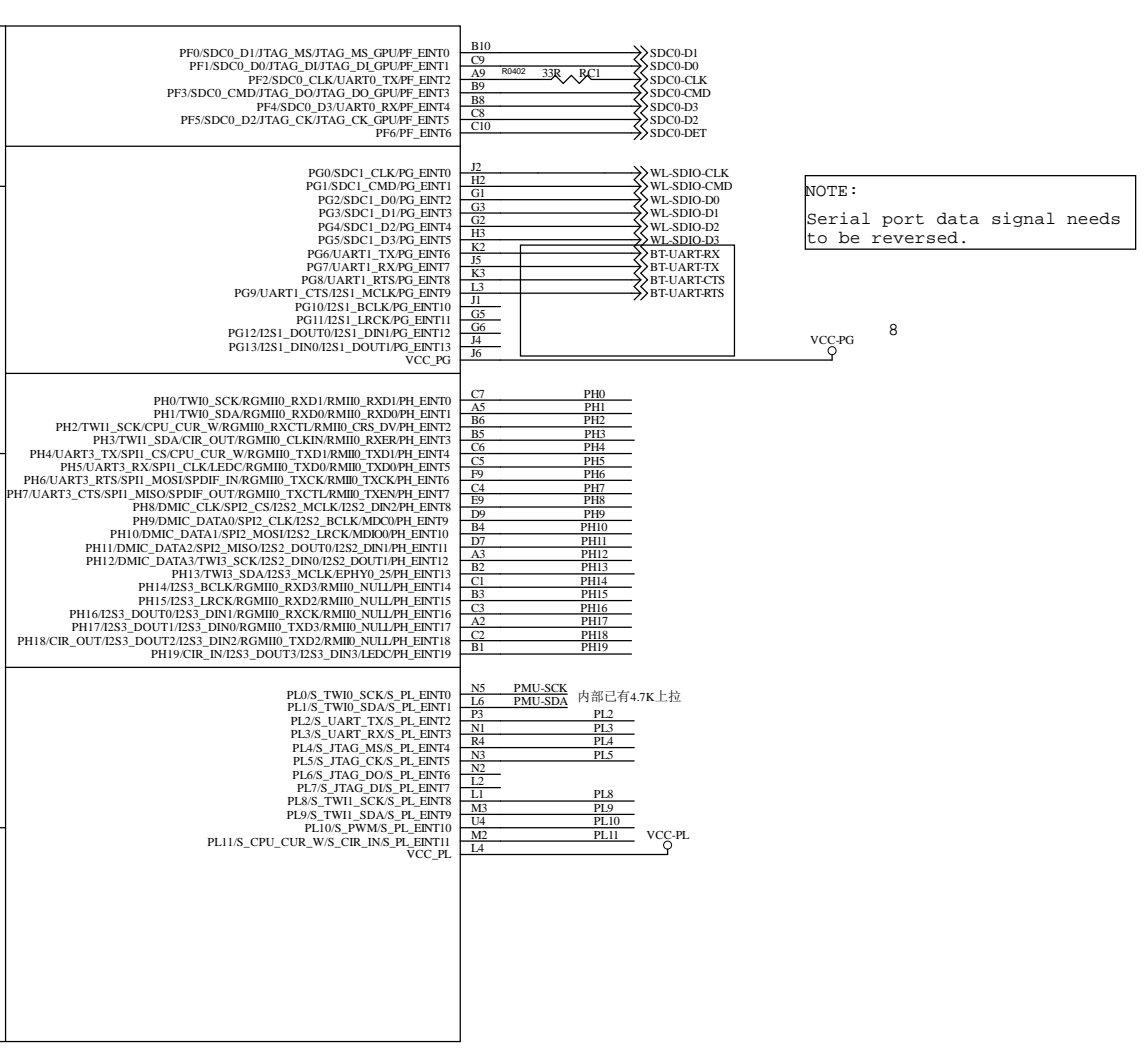 PF0/SDC0_D1/JTAG_MS/JTAG_MS_GPU/PF_EINT0 B10 SDC0-D1
PF1/SDC0_D0/JTAG_DI/JTAG_DI_GPU/PF_EINT1 C9 SDC0-D0
PF2/SDC0_CLK/UART0_TX/PF_EINT2 A9 R0402 33R RC1 SDC0-CLK
PF3/SDC0_CMD/JTAG_DO/JTAG_DO_GPU/PF_EINT3 B9 SDC0-CMD
PF4/SDC0_D3/UART0_RX/PF_EINT4 B8 SDC0-D3
PF5/SDC0_D2/JTAG_CK/JTAG_CK_GPU/PF_EINT5 C8 SDC0-D2
PF6/PF_EINT6 C10 SDC0-DET
PG0/SDC1_CLK/PG_EINT0 J2 WL-SDIO-CLK
PG1/SDC1_CMD/PG_EINT1 H2 WL-SDIO-CMD
PG2/SDC1_D0/PG_EINT2 G1 WL-SDIO-D0
PG3/SDC1_D1/PG_EINT3 G3 WL-SDIO-D1
PG4/SDC1_D2/PG_EINT4 G2 WL-SDIO-D2
PG5/SDC1_D3/PG_EINT5 H3 WL-SDIO-D3
PG6/UART1_TX/PG_EINT6 K2 BT-UART-RX
PG7/UART1_RX/PG_EINT7 J5 BT-UART-TX
PG8/UART1_RTS/PG_EINT8 K3 BT-UART-CTS
PG9/UART1_CTS/I2S1_MCLK/PG_EINT9 L3 BT-UART-RTS
PG10/I2S1_BCLK/PG_EINT10 J1
PG11/I2S1_LRCK/PG_EINT11 G5
PG12/I2S1_DOUT0/I2S1_DIN1/PG_EINT12 G6
PG13/I2S1_DIN0/I2S1_DOUT1/PG_EINT13 J4
VCC_PG J6 VCC-PG
NOTE:
Serial port data signal needs
to be reversed.
8
PH0/TWI0_SCK/RGMII0_RXD1/RMII0_RXD1/PH_EINT0 C7 PH0
PH1/TWI0_SDA/RGMII0_RXD0/RMII0_RXD0/PH_EINT1 A5 PH1
PH2/TWI1_SCK/CPU_CUR_W/RGMII0_RXCTL/RMII0_CRS_DV/PH_EINT2 B6 PH2
PH3/TWI1_SDA/CIR_OUT/RGMII0_CLKIN/RMII0_RXER/PH_EINT3 B5 PH3
PH4/UART3_TX/SPI1_CS/CPU_CUR_W/RGMII0_TXD1/RMII0_TXD1/PH_EINT4 C6 PH4
PH5/UART3_RX/SPI1_CLK/LEDC/RGMII0_TXD0/RMII0_TXD0/PH_EINT5 C5 PH5
PH6/UART3_RTS/SPI1_MOSI/SPDIF_IN/RGMII0_TXCK/RMII0_TXCK/PH_EINT6 F9 PH6
PH7/UART3_CTS/SPI1_MISO/SPDIF_OUT/RGMII0_TXCTL/RMII0_TXEN/PH_EINT7 C4 PH7
PH8/DMIC_CLK/SPI2_CS/I2S2_MCLK/I2S2_DIN2/PH_EINT8 E9 PH8
PH9/DMIC_DATA0/SPI2_CLK/I2S2_BCLK/MDC0/PH_EINT9 D9 PH9
PH10/DMIC_DATA1/SPI2_MOSI/I2S2_LRCK/MDIO0/PH_EINT10 B4 PH10
PH11/DMIC_DATA2/SPI2_MISO/I2S2_DOUT0/I2S2_DIN1/PH_EINT11 D7 PH11
PH12/DMIC_DATA3/TWI3_SCK/I2S2_DIN0/I2S2_DOUT1/PH_EINT12 A3 PH12
PH13/TWI3_SDA/I2S3_MCLK/EPHY0_25/PH_EINT13 B2 PH13
PH14/I2S3_BCLK/RGMII0_RXD3/RMII0_NULL/PH_EINT14 C1 PH14
PH15/I2S3_LRCK/RGMII0_RXD2/RMII0_NULL/PH_EINT15 B3 PH15
PH16/I2S3_DOUT0/I2S3_DIN1/RGMII0_RXCK/RMII0_NULL/PH_EINT16 C3 PH16
PH17/I2S3_DOUT1/I2S3_DIN0/RGMII0_TXD3/RMII0_NULL/PH_EINT17 A2 PH17
PH18/CIR_OUT/I2S3_DOUT2/I2S3_DIN2/RGMII0_TXD2/RMII0_NULL/PH_EINT18 C2 PH18
PH19/CIR_IN/I2S3_DOUT3/I2S3_DIN3/LEDC/PH_EINT19 B1 PH19
PL0/S_TWI0_SCK/S_PL_EINT0 N5 PMU-SCK
PL1/S_TWI0_SDA/S_PL_EINT1 L6 PMU-SDA 内部已有4.7K上拉
PL2/S_UART_TX/S_PL_EINT2 P3 PL2
PL3/S_UART_RX/S_PL_EINT3 N1 PL3
PL4/S_JTAG_MS/S_PL_EINT4 R4 PL4
PL5/S_JTAG_CK/S_PL_EINT5 N3 PL5
PL6/S_JTAG_DO/S_PL_EINT6 N2
PL7/S_JTAG_DI/S_PL_EINT7 L2
PL8/S_TWI1_SCK/S_PL_EINT8 L1 PL8
PL9/S_TWI1_SDA/S_PL_EINT9 M3 PL9
PL10/S_PWM/S_PL_EINT10 U4 PL10
PL11/S_CPU_CUR_W/S_CIR_IN/S_PL_EINT11 M2 PL11
VCC_PL L4 VCC-PL